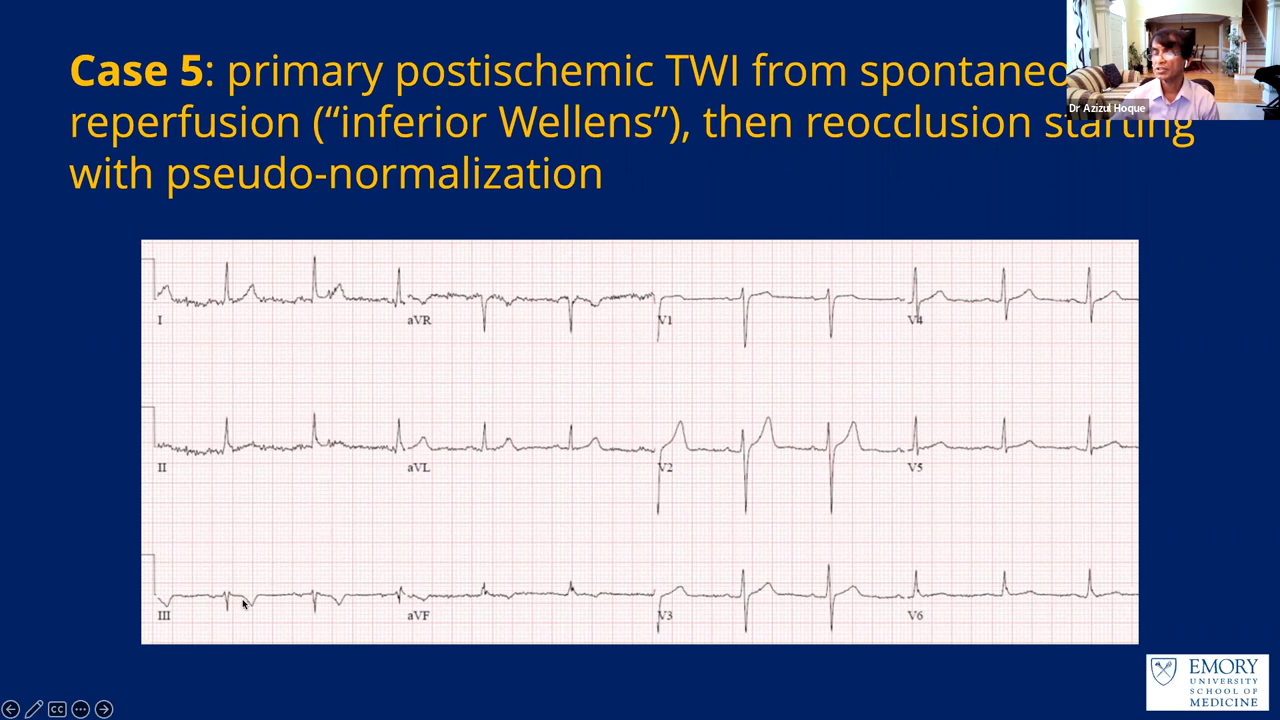 Case 5: primary postischemic TWI from spontaneo
reperfusion (“inferior Wellens”), then reocclusion starting
with pseudo-normalization
Dr Azizul Hoque
I
aVR
V1
V4
II
aVL
V2
V5
III
aVF
V3
V6
EMORY
UNIVERSITY
SCHOOL OF
MEDICINE
CC